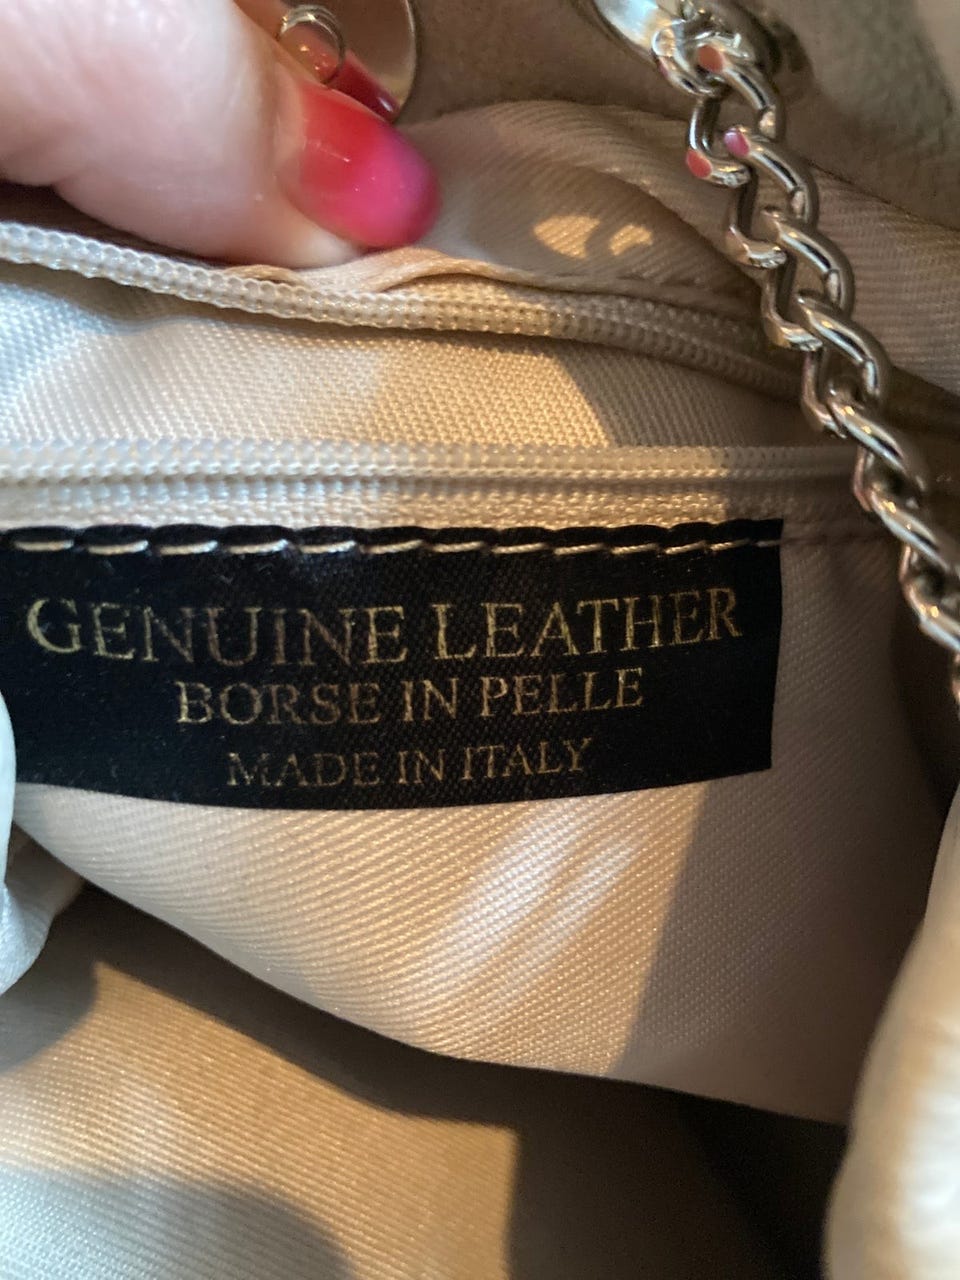 GENUINE LEATHER
BORSE IN PELLE
MADE IN ITALY